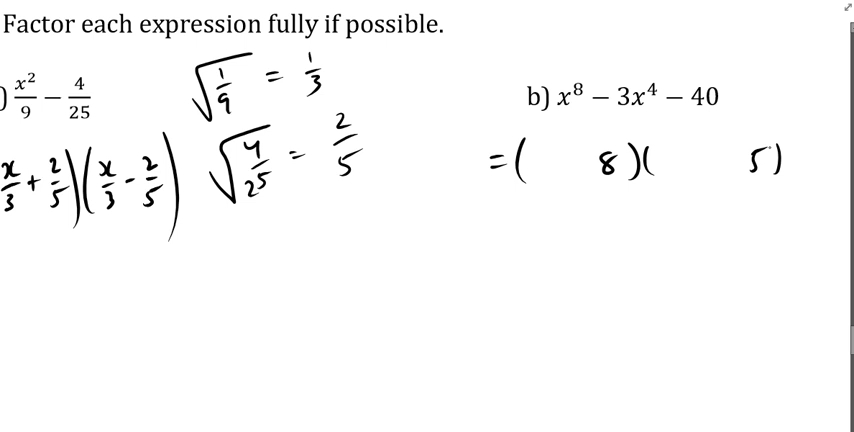 Factor each expression fully if possible.
) x²/9 − 4/25
√(1/9) = 1/3
x/3 + 2/5)(x/3 - 2/5)
√(4/25) = 2/5
b) x⁸ − 3x⁴ − 40
= (    8)(    5)